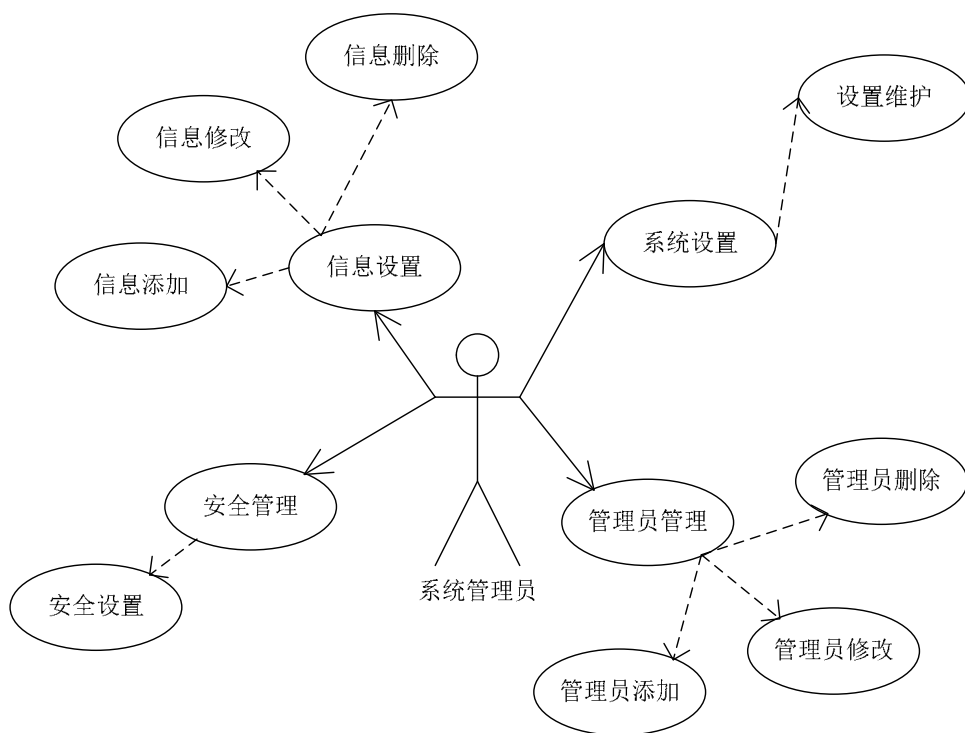 信息删除
设置维护
信息修改
系统设置
信息设置
信息添加
管理员删除
安全管理
管理员管理
系统管理员
安全设置
管理员修改
管理员添加